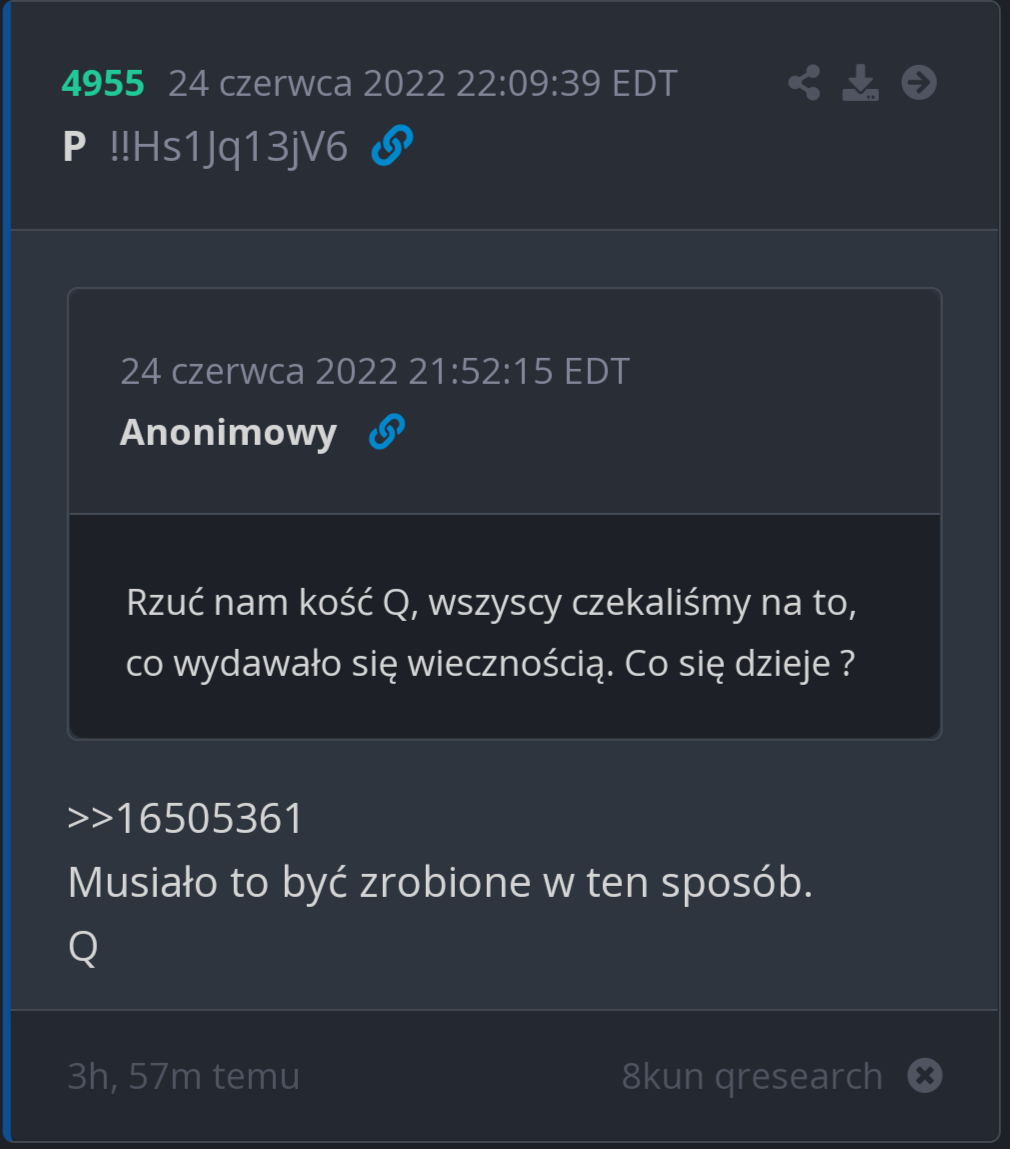 4955 24 czerwca 2022 22:09:39 EDT
P !!Hs1Jq13jV6
24 czerwca 2022 21:52:15 EDT
Anonimowy
Rzuć nam kość Q, wszyscy czekaliśmy na to,
co wydawało się wiecznością. Co się dzieje ?
>>16505361
Musiało to być zrobione w ten sposób.
Q
3h, 57m temu 8kun qresearch